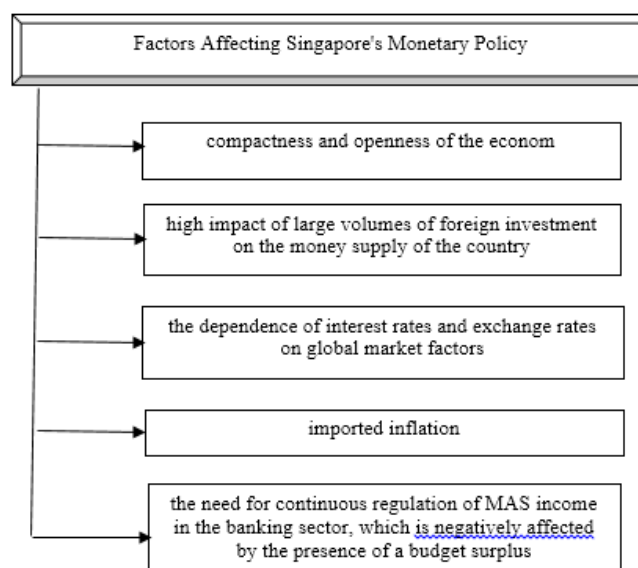 Factors Affecting Singapore's Monetary Policy
compactness and openness of the econom
high impact of large volumes of foreign investment
on the money supply of the country
the dependence of interest rates and exchange rates
on global market factors
imported inflation
the need for continuous regulation of MAS income
in the banking sector, which is negatively affected
by the presence of a budget surplus